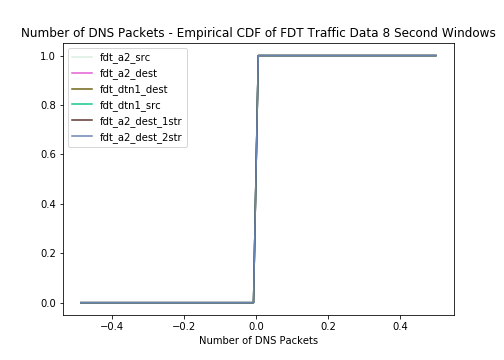 Number of DNS Packets - Empirical CDF of FDT Traffic Data 8 Second Windows
1.0
0.8
0.6
0.4
0.2
0.0
fdt_a2_src
fdt_a2_dest
fdt_dtn1_dest
fdt_dtn1_src
fdt_a2_dest_1str
fdt_a2_dest_2str
−0.4 −0.2 0.0 0.2 0.4
Number of DNS Packets